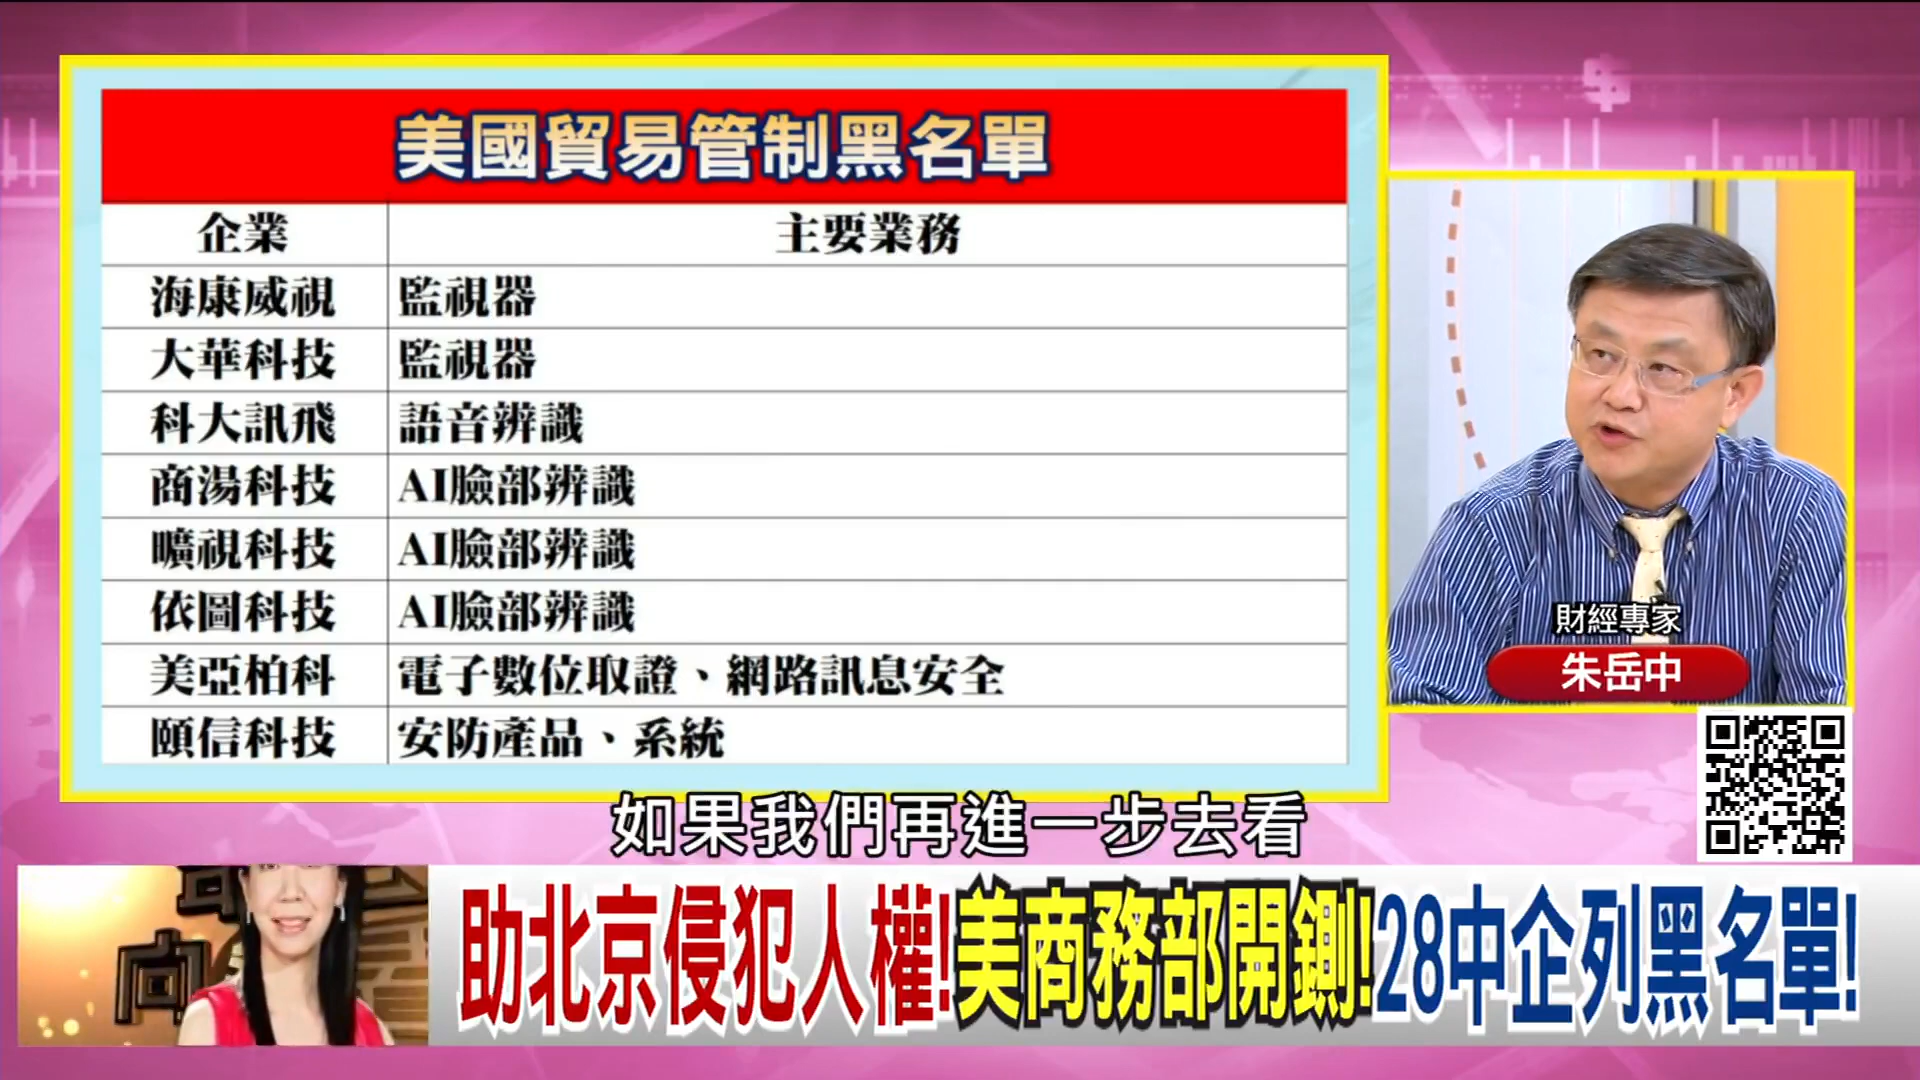 美國貿易管制黑名單
企業 主要業務
海康威視 監視器
大華科技 監視器
科大訊飛 語音辨識
商湯科技 AI臉部辨識
曠視科技 AI臉部辨識
依圖科技 AI臉部辨識
美亞柏科 電子數位取證、網路訊息安全
頤信科技 安防產品、系統
財經專家
朱岳中
如果我們再進一步去看
向
助北京侵犯人權!美商務部開鍘!28中企列黑名單!